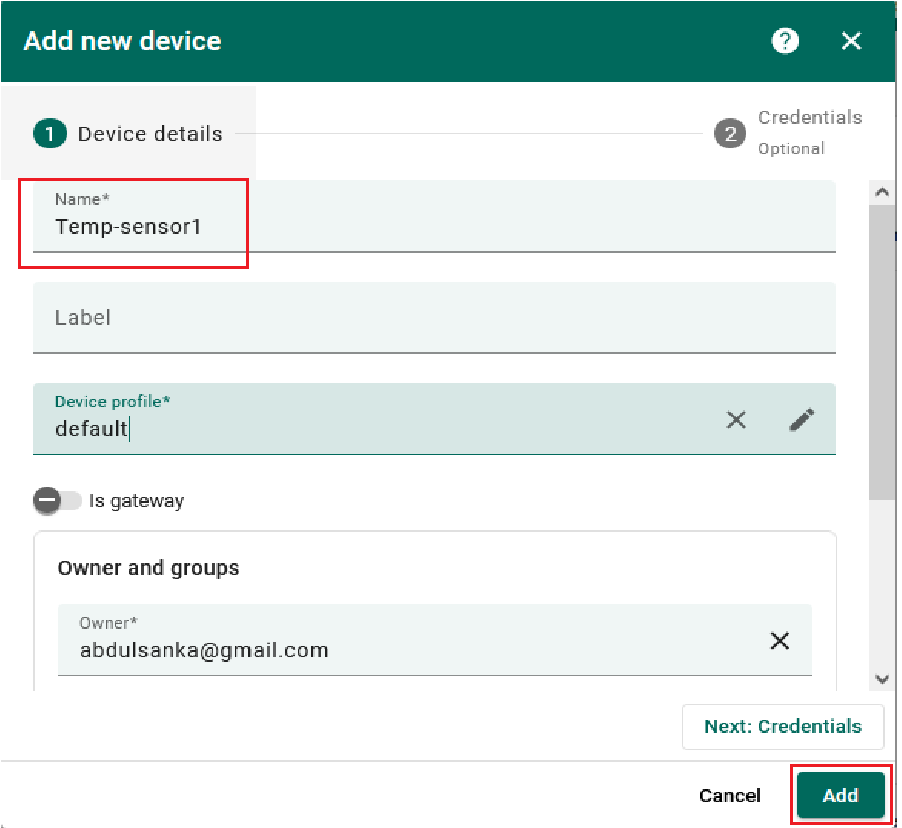 Add new device
?
1 Device details
2 Credentials
Optional
Name*
Temp-sensor1
Label
Device profile*
default
Is gateway
Owner and groups
Owner*
abdulsanka@gmail.com
Next: Credentials
Cancel Add